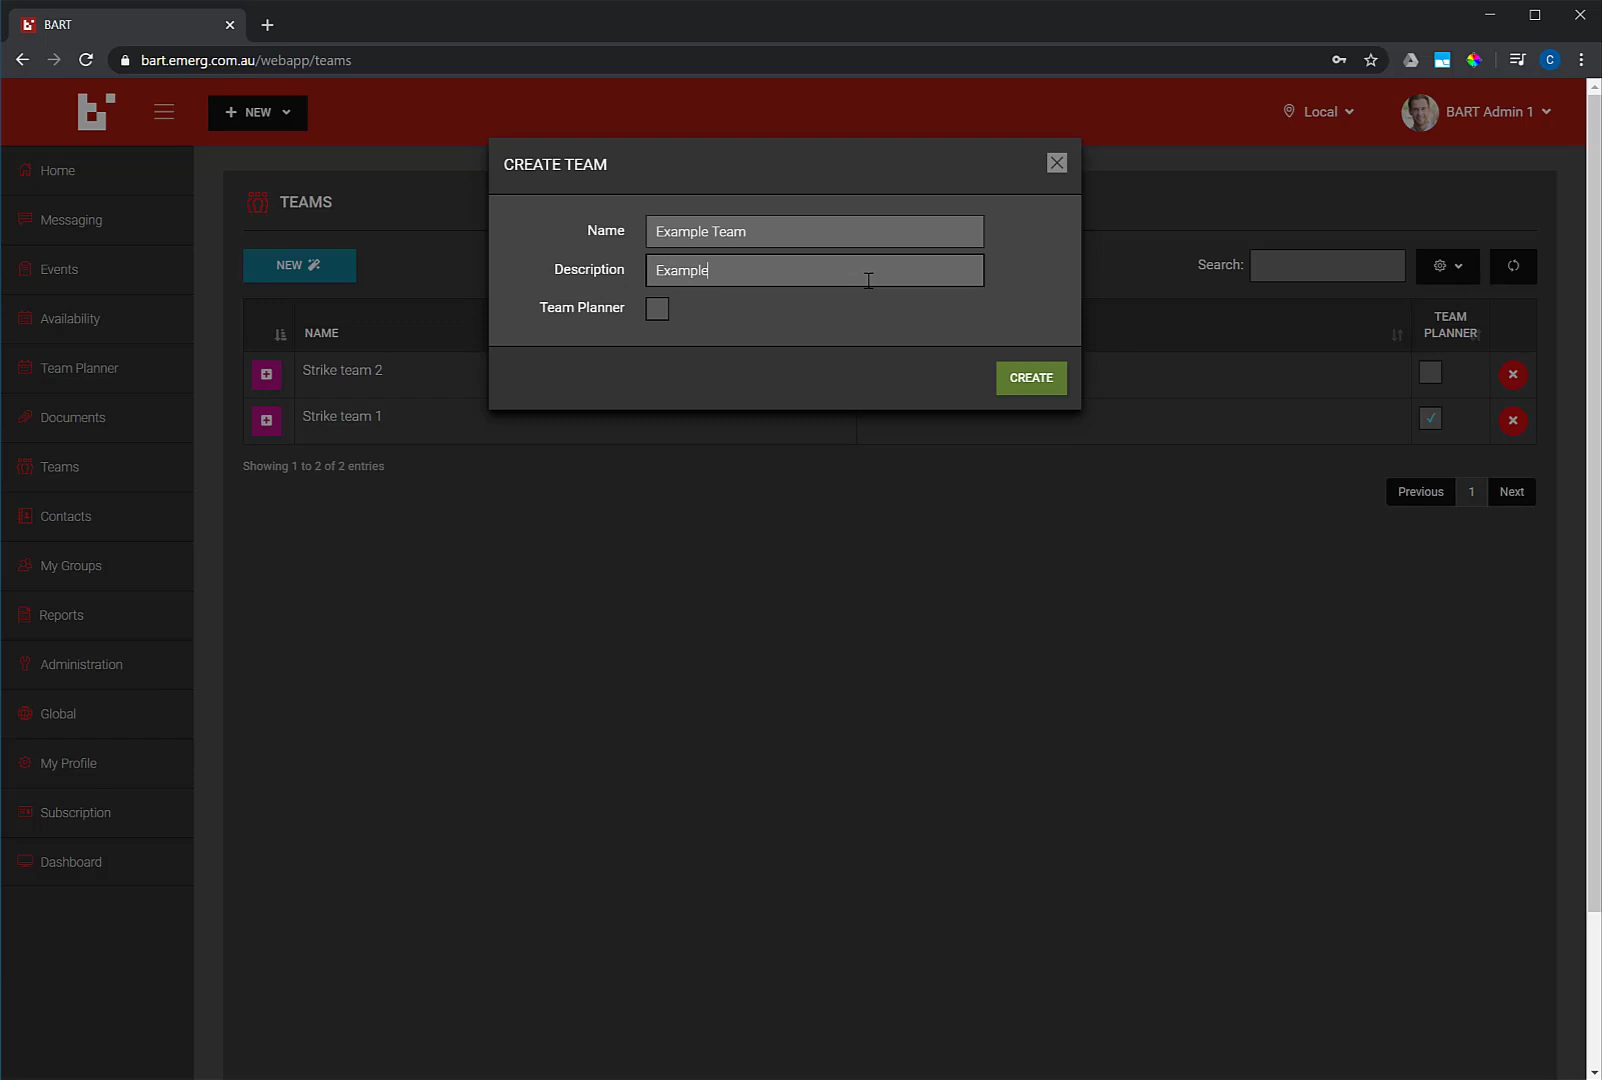 BART
bart.emerg.com.au/webapp/teams
C
NEW
Local
BART Admin 1
Home
Messaging
Events
Availability
Team Planner
Documents
Teams
Contacts
My Groups
Reports
Administration
Global
My Profile
Subscription
Dashboard
TEAMS
NEW
Search:
NAME
TEAM
PLANNER
Strike team 2
Strike team 1
Showing 1 to 2 of 2 entries
Previous 1 Next
CREATE TEAM
Name Example Team
Description Example
Team Planner
CREATE